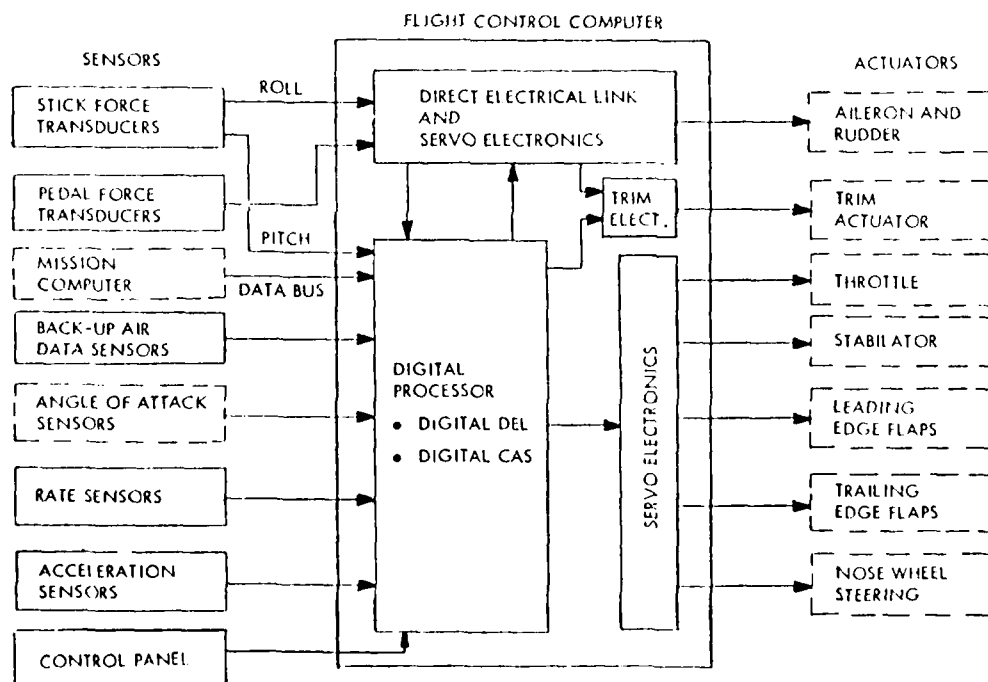 FLIGHT CONTROL COMPUTER
SENSORS
ACTUATORS
STICK FORCE
TRANSDUCERS
PEDAL FORCE
TRANSDUCERS
MISSION
COMPUTER
BACK-UP AIR
DATA SENSORS
ANGLE OF ATTACK
SENSORS
RATE SENSORS
ACCELERATION
SENSORS
CONTROL PANEL
ROLL
PITCH
DATA BUS
DIRECT ELECTRICAL LINK
AND
SERVO ELECTRONICS
TRIM
ELECT.
DIGITAL
PROCESSOR
• DIGITAL DEL
• DIGITAL CAS
SERVO ELECTRONICS
AILERON AND
RUDDER
TRIM
ACTUATOR
THROTTLE
STABILATOR
LEADING
EDGE FLAPS
TRAILING
EDGE FLAPS
NOSE WHEEL
STEERING